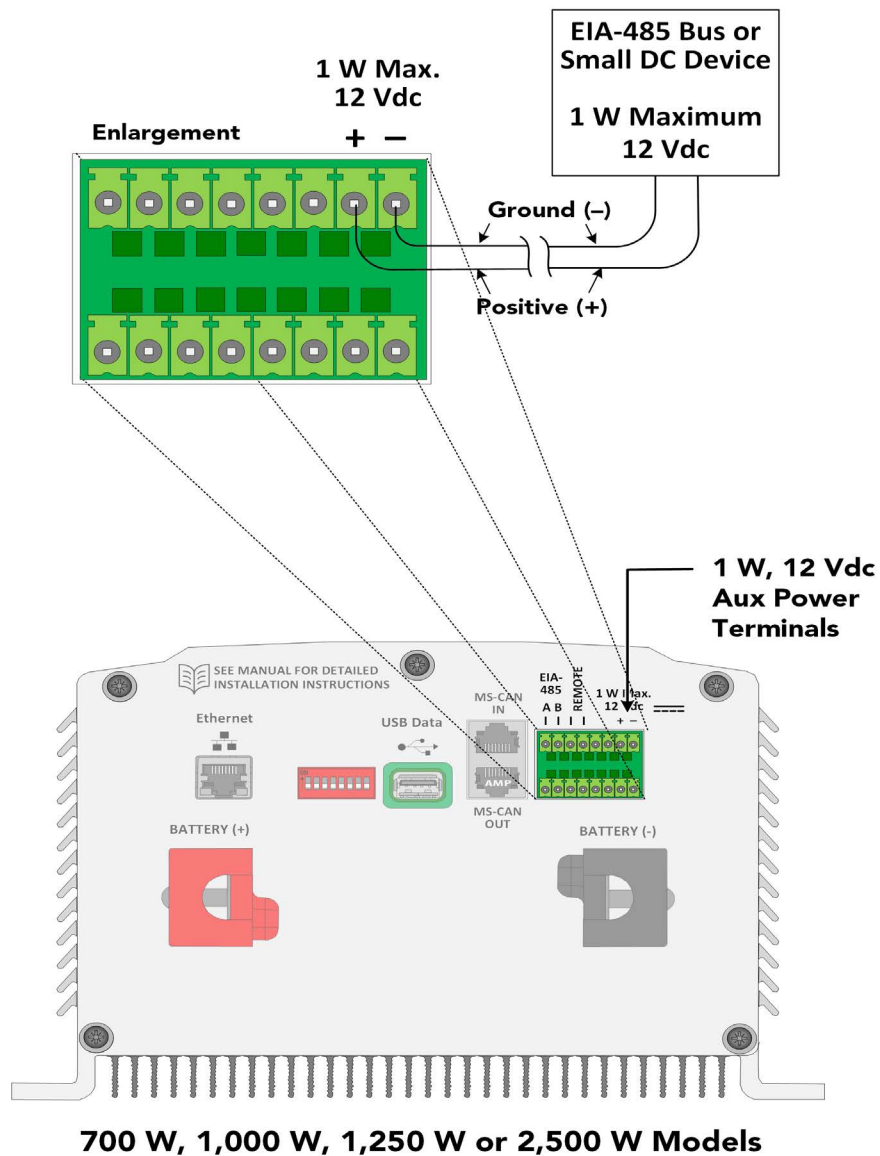 EIA-485 Bus or
Small DC Device
1 W Maximum
12 Vdc
1 W Max.
12 Vdc
+ –
Enlargement
Ground (–)
Positive (+)
1 W, 12 Vdc
Aux Power
Terminals
SEE MANUAL FOR DETAILED
INSTALLATION INSTRUCTIONS
EIA-
485
A B
REMOTE
1 W Max.
12 Vdc
+ –
MS-CAN
IN
Ethernet
USB Data
ON
AMP
MS-CAN
OUT
BATTERY (+)
BATTERY (-)
700 W, 1,000 W, 1,250 W or 2,500 W Models